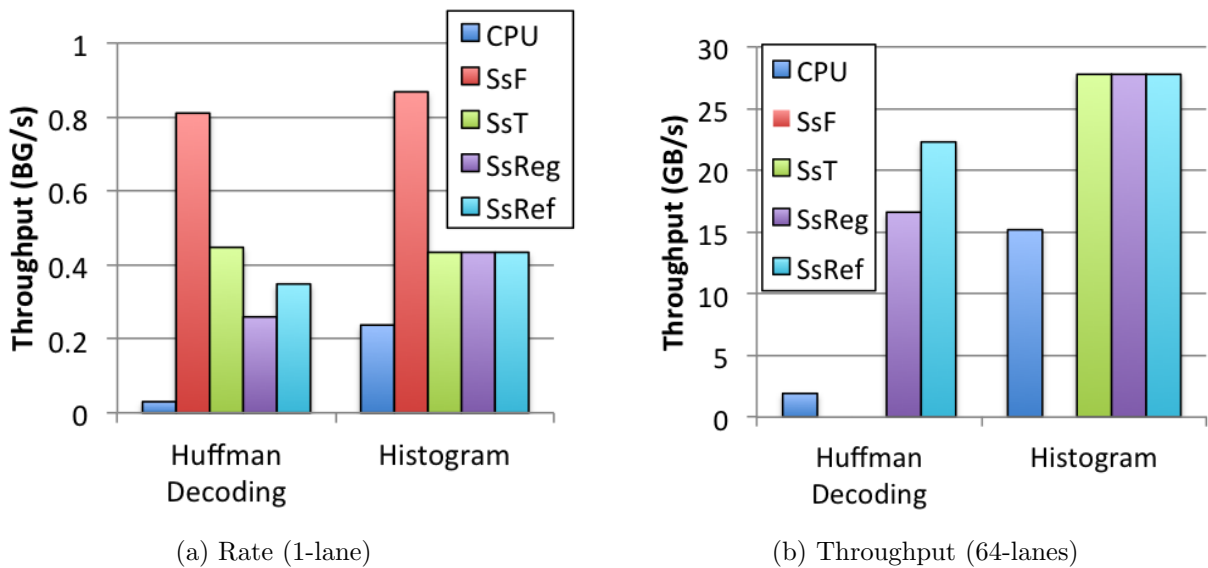 Throughput (BG/s)
1
0.8
0.6
0.4
0.2
0
CPU
SsF
SsT
SsReg
SsRef
Huffman
Decoding
Histogram
(a) Rate (1-lane)
Throughput (GB/s)
30
25
20
15
10
5
0
CPU
SsF
SsT
SsReg
SsRef
Huffman
Decoding
Histogram
(b) Throughput (64-lanes)